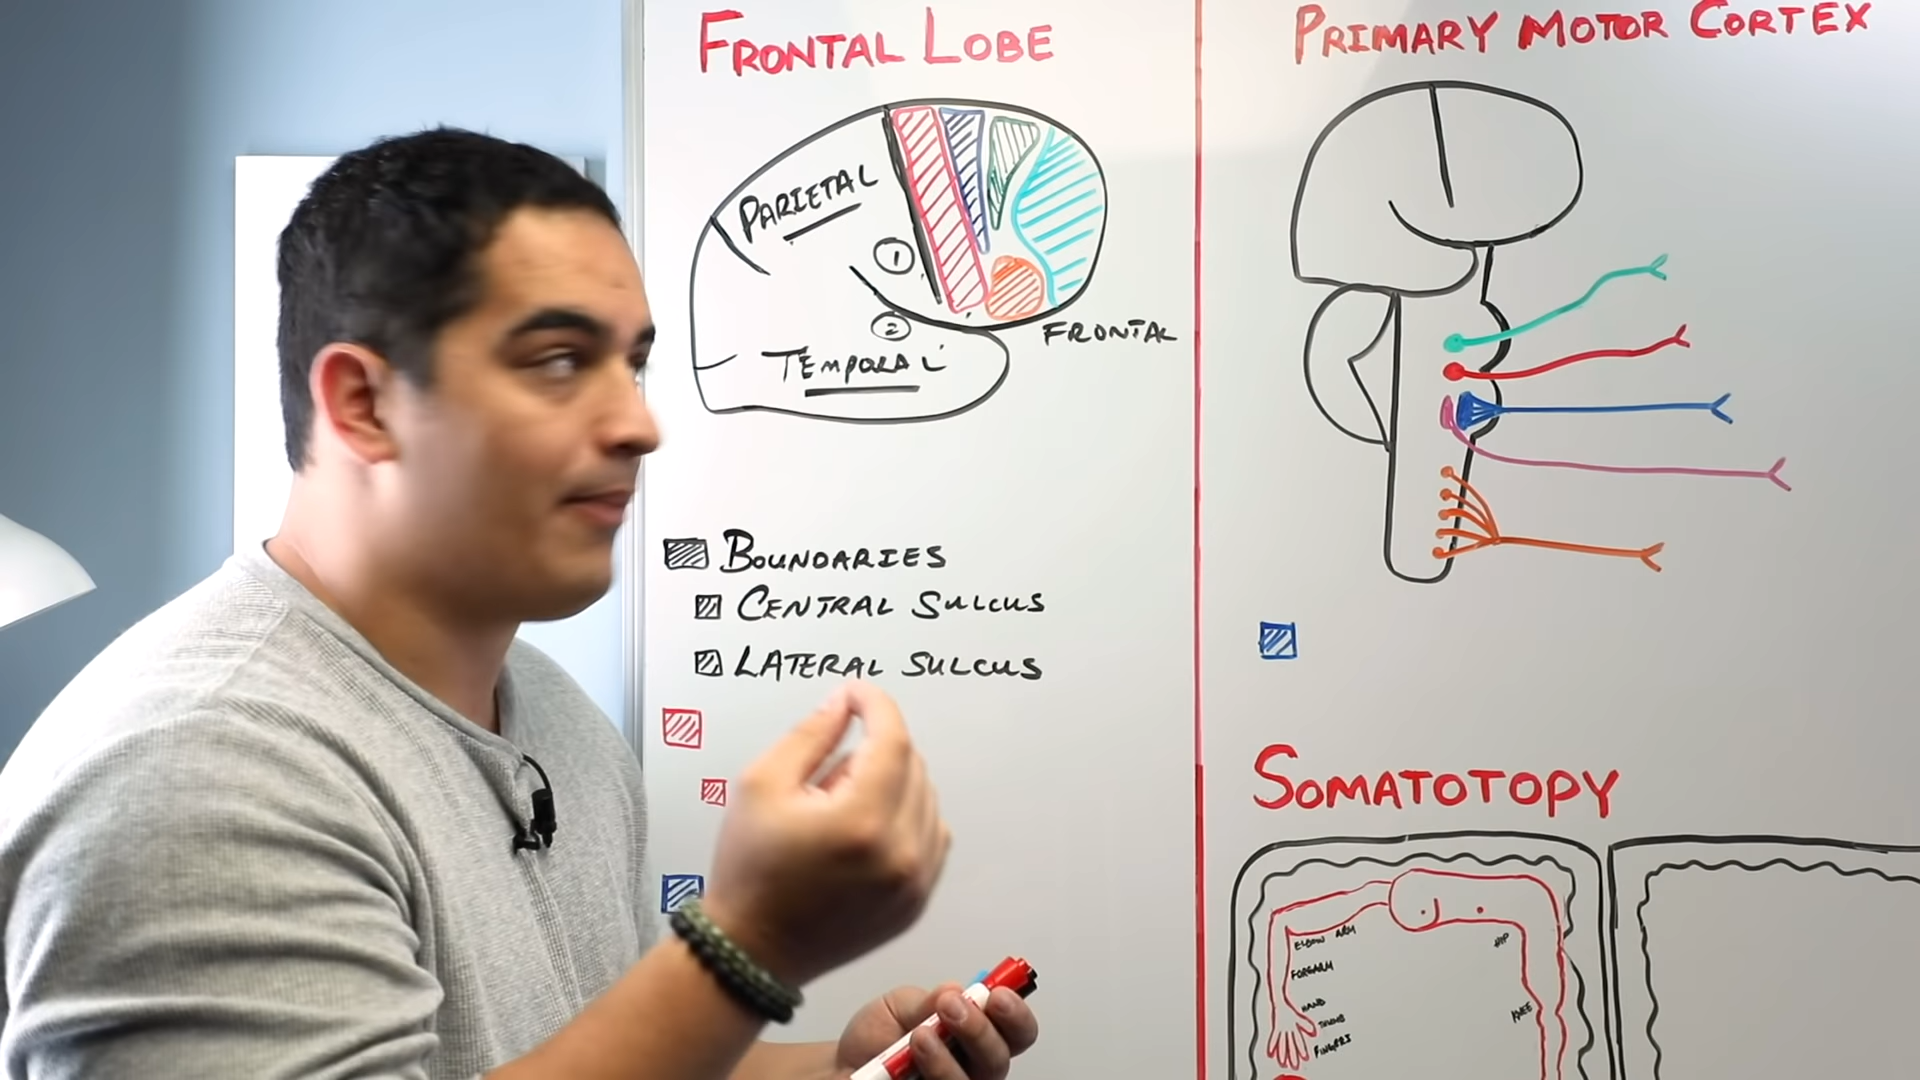 FRONTAL LOBE
PARIETAL
1
2
TEMPORAL
FRONTAL
BOUNDARIES
CENTRAL SULCUS
LATERAL SULCUS
PRIMARY MOTOR CORTEX
SOMATOTOPY
ELBOW ARM
HIP
FOREARM
HAND
THUMB
KNEE
FINGERS